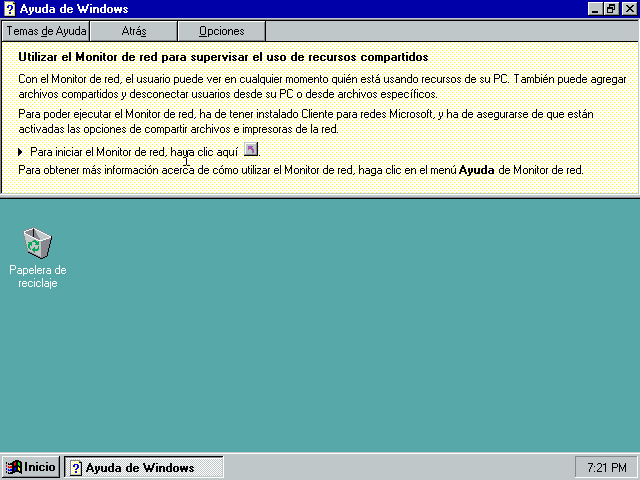 Ayuda de Windows
Temas de Ayuda Atrás Opciones
Utilizar el Monitor de red para supervisar el uso de recursos compartidos
Con el Monitor de red, el usuario puede ver en cualquier momento quién está usando recursos de su PC. También puede agregar
archivos compartidos y desconectar usuarios desde su PC o desde archivos específicos.
Para poder ejecutar el Monitor de red, ha de tener instalado Cliente para redes Microsoft, y ha de asegurarse de que están
activadas las opciones de compartir archivos e impresoras de la red.
Para iniciar el Monitor de red, haga clic aquí .
Para obtener más información acerca de cómo utilizar el Monitor de red, haga clic en el menú Ayuda de Monitor de red.
Papelera de
reciclaje
Inicio Ayuda de Windows 7:21 PM